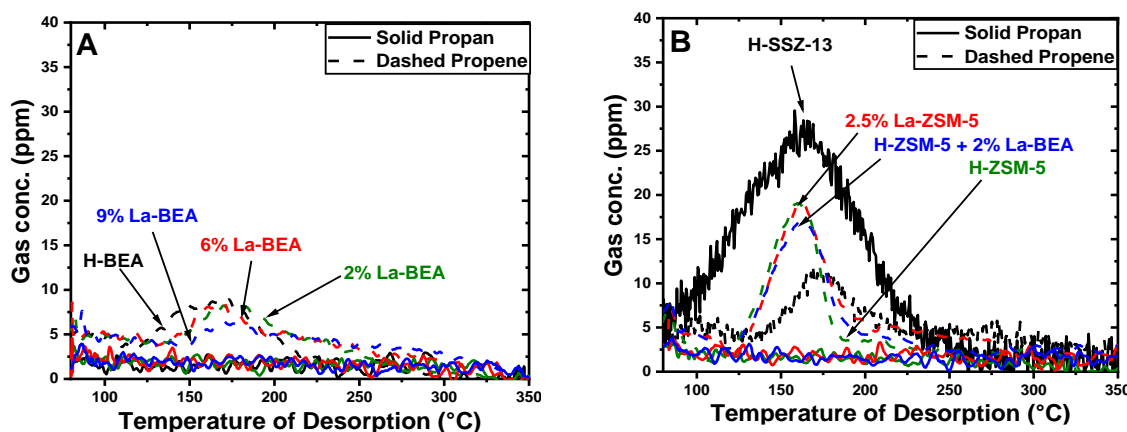 A
Solid Propan
Dashed Propene
Gas conc. (ppm)
40
35
30
25
20
15
10
5
0
9% La-BEA
H-BEA
6% La-BEA
2% La-BEA
100 150 200 250 300 350
Temperature of Desorption (°C)
B
Solid Propan
Dashed Propene
Gas conc. (ppm)
40
35
30
25
20
15
10
5
0
H-SSZ-13
2.5% La-ZSM-5
H-ZSM-5 + 2% La-BEA
H-ZSM-5
100 150 200 250 300 350
Temperature of Desorption (°C)